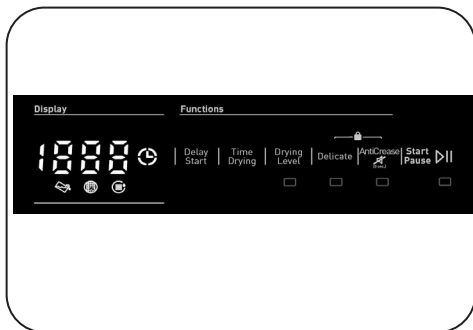 Display
Functions
1888
Delay
Start
Time
Drying
Drying
Level
Delicate
AntiCrease
Start
Pause